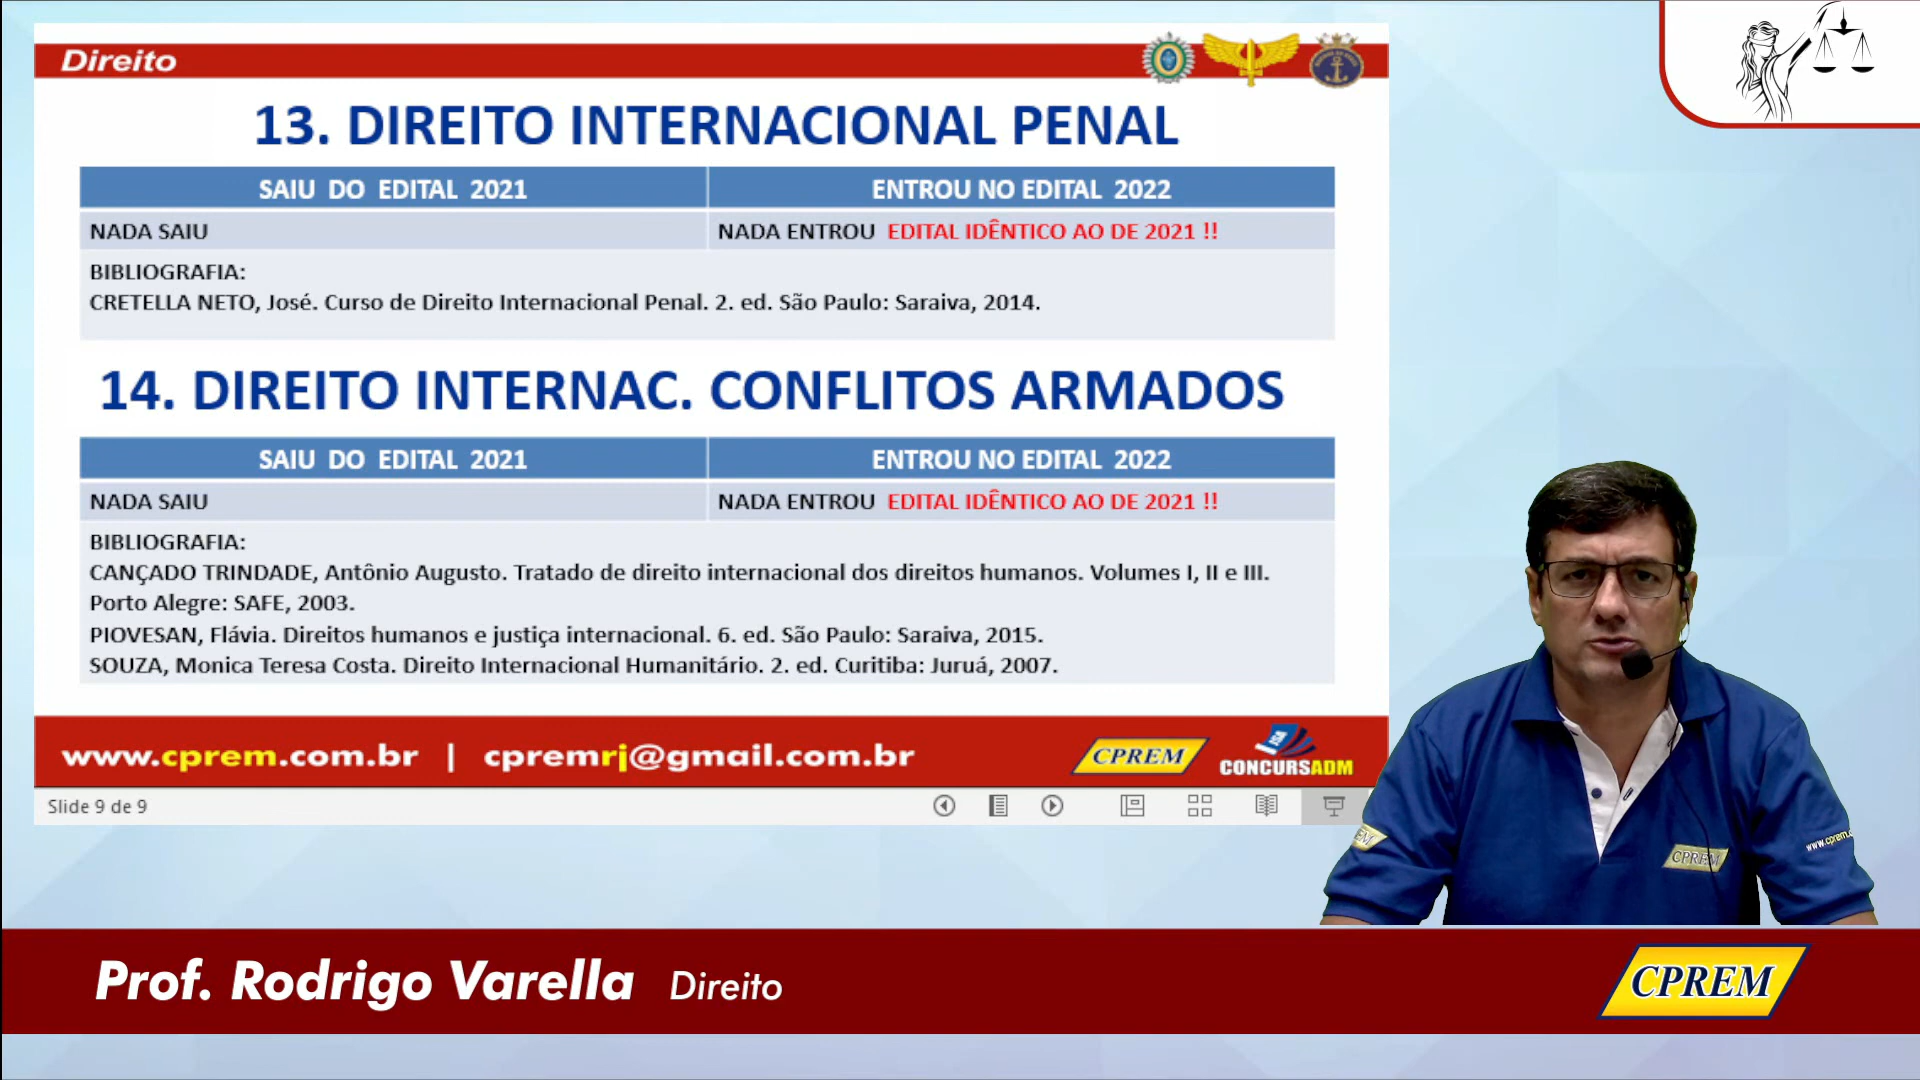 Direito
13. DIREITO INTERNACIONAL PENAL
SAIU DO EDITAL 2021
ENTROU NO EDITAL 2022
NADA SAIU
NADA ENTROU EDITAL IDÊNTICO AO DE 2021 !!
BIBLIOGRAFIA:
CRETELLA NETO, José. Curso de Direito Internacional Penal. 2. ed. São Paulo: Saraiva, 2014.
14. DIREITO INTERNAC. CONFLITOS ARMADOS
SAIU DO EDITAL 2021
ENTROU NO EDITAL 2022
NADA SAIU
NADA ENTROU EDITAL IDÊNTICO AO DE 2021 !!
BIBLIOGRAFIA:
CANÇADO TRINDADE, Antônio Augusto. Tratado de direito internacional dos direitos humanos. Volumes I, II e III.
Porto Alegre: SAFE, 2003.
PIOVESAN, Flávia. Direitos humanos e justiça internacional. 6. ed. São Paulo: Saraiva, 2015.
SOUZA, Monica Teresa Costa. Direito Internacional Humanitário. 2. ed. Curitiba: Juruá, 2007.
www.cprem.com.br | cpremrj@gmail.com.br
CPREM
CONCURSADM
Slide 9 de 9
CPREM
Prof. Rodrigo Varella Direito
CPREM